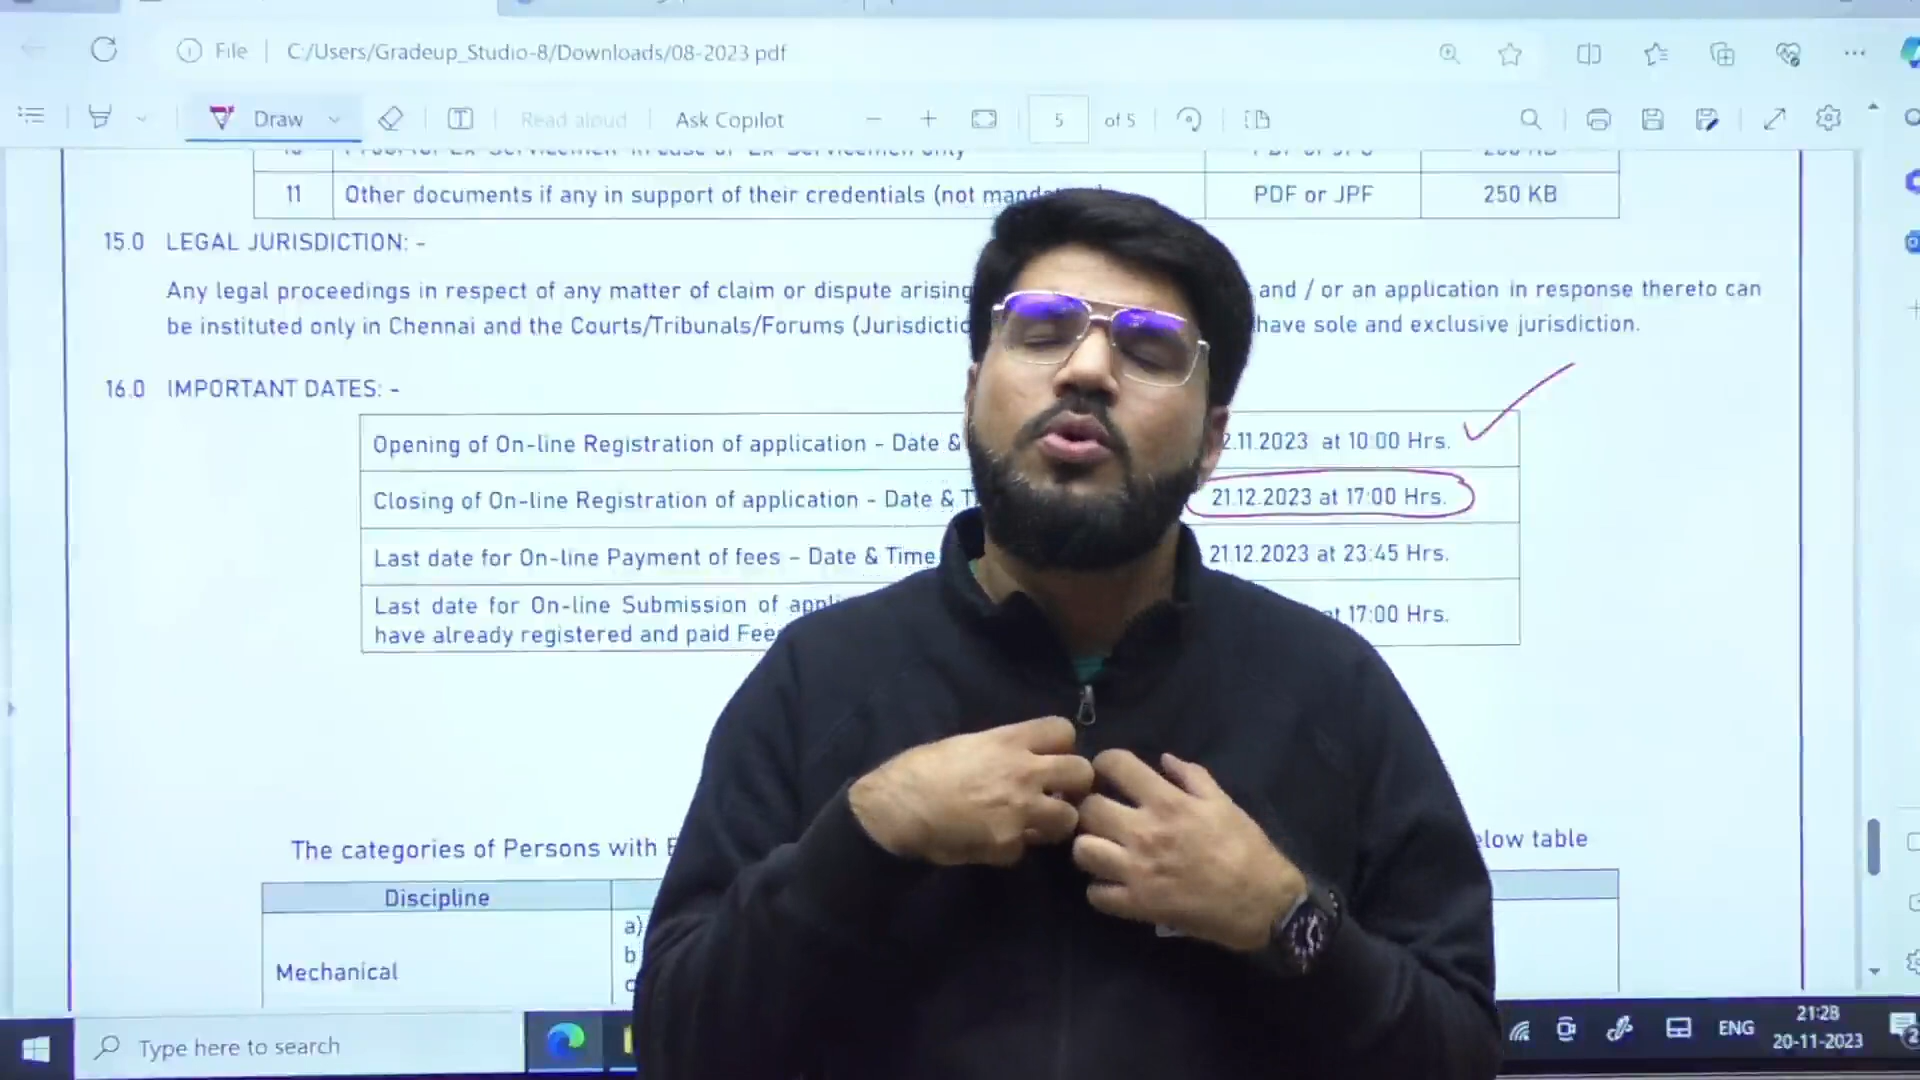 File C:/Users/Gradeup_Studio-8/Downloads/08-2023 pdf
Draw Read aloud Ask Copilot 5 of 5
11 Other documents if any in support of their credentials (not PDF or JPF 250 KB
15.0 LEGAL JURISDICTION: -
Any legal proceedings in respect of any matter of claim or dispute arising and / or an application in response thereto can
be instituted only in Chennai and the Courts/Tribunals/Forums have sole and exclusive jurisdiction.
16.0 IMPORTANT DATES: -
Opening of On-line Registration of application - Date & 2.11.2023 at 10:00 Hrs.
Closing of On-line Registration of application - Date & 21.12.2023 at 17:00 Hrs.
Last date for On-line Payment of fees - Date & Time 21.12.2023 at 23:45 Hrs.
Last date for On-line Submission of
have already registered and paid 17:00 Hrs.
The categories of Persons with table
Discipline
a)
b
Mechanical
c
Type here to search
ENG
21:28
20-11-2023